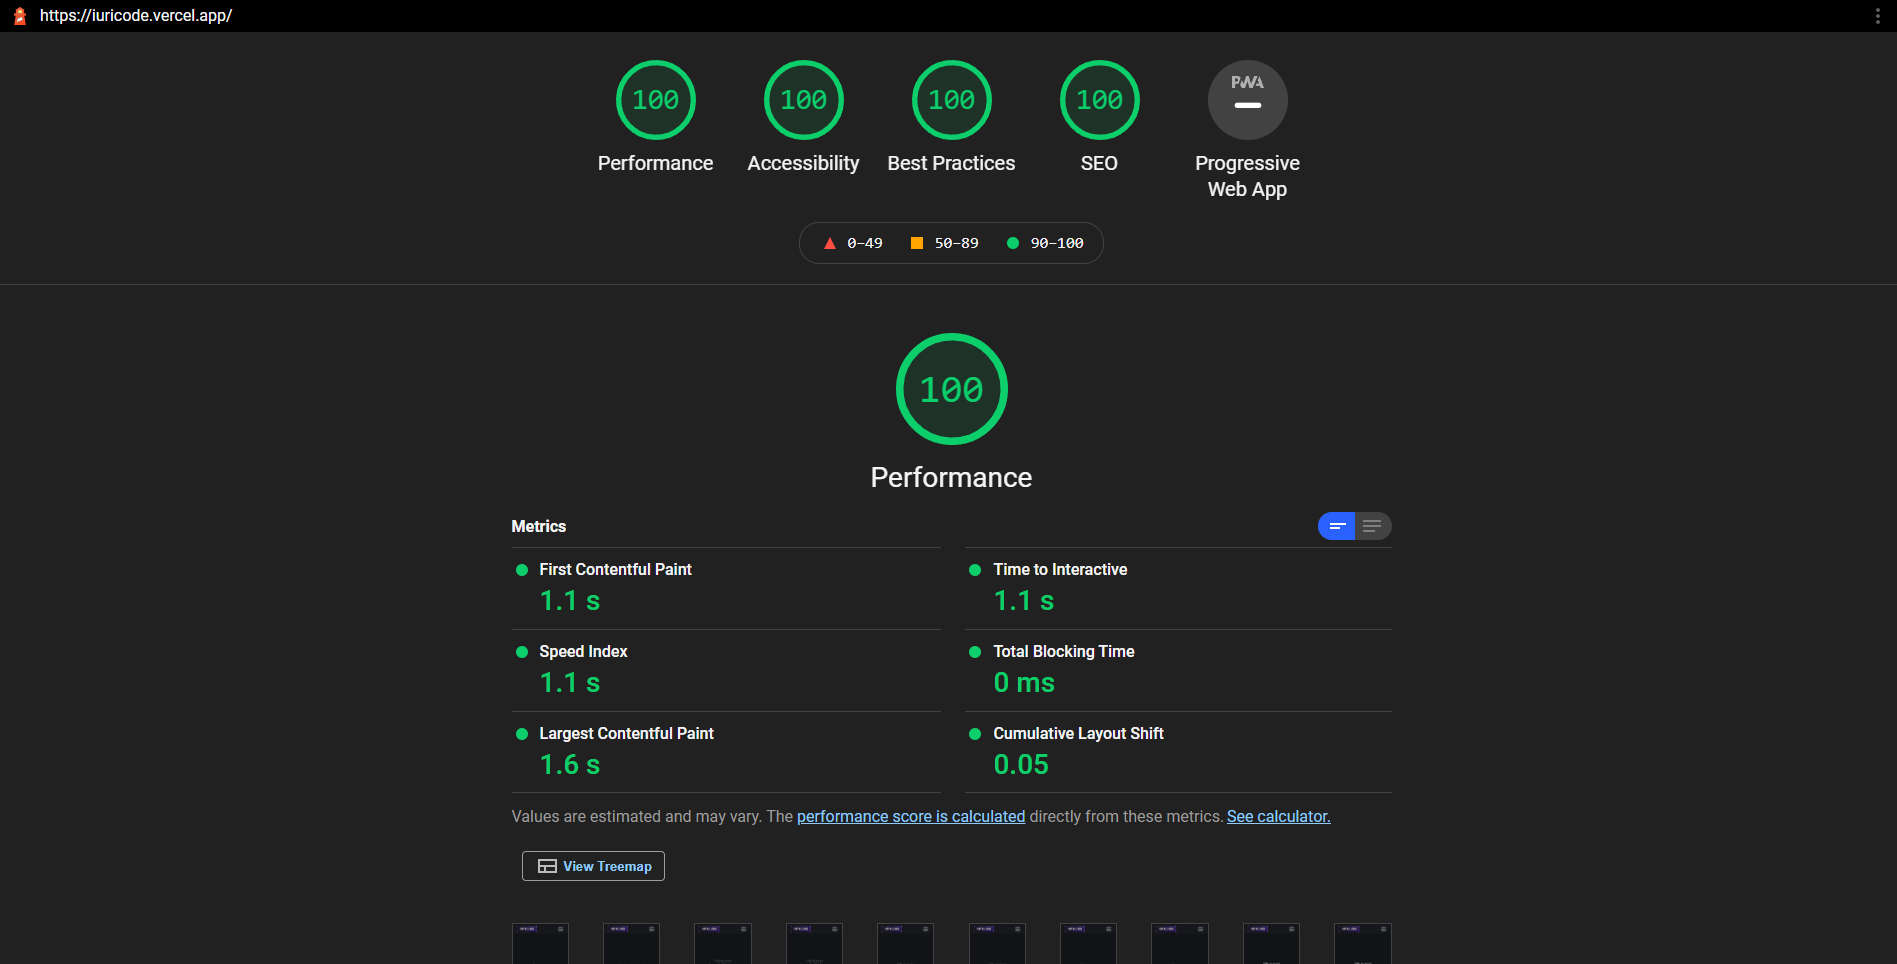 https://iuricode.vercel.app/
100 100 100 100 PWA
Performance Accessibility Best Practices SEO Progressive
Web App
0–49 50–89 90–100
100
Performance
Metrics
First Contentful Paint
1.1 s
Time to Interactive
1.1 s
Speed Index
1.1 s
Total Blocking Time
0 ms
Largest Contentful Paint
1.6 s
Cumulative Layout Shift
0.05
Values are estimated and may vary. The performance score is calculated directly from these metrics. See calculator.
View Treemap